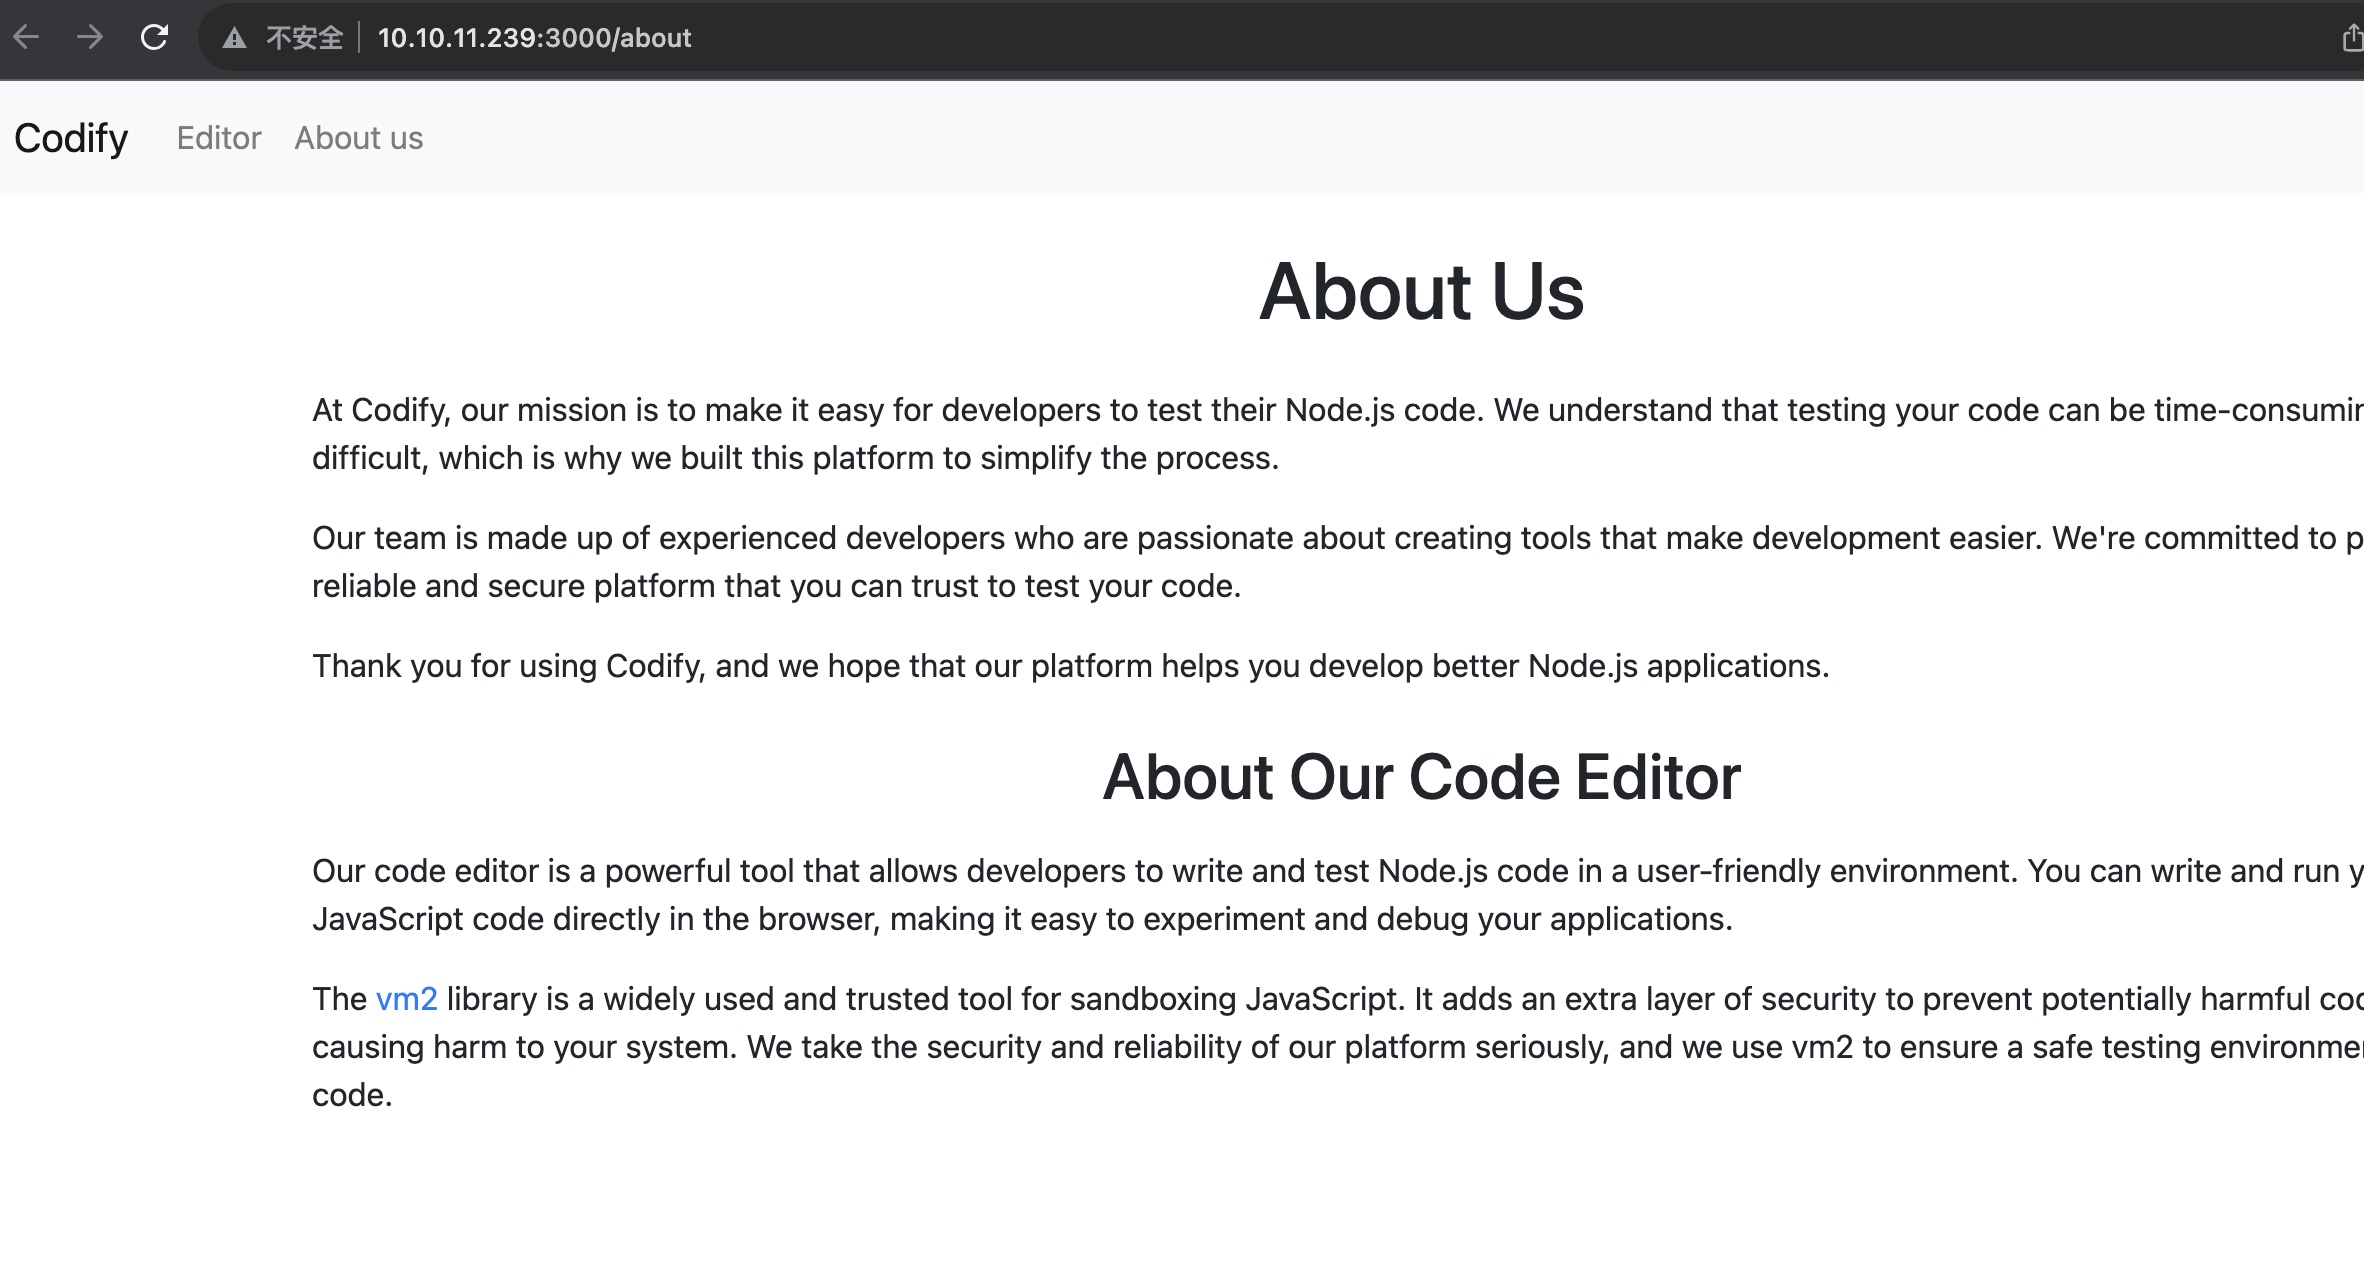 不安全 10.10.11.239:3000/about
Codify Editor About us
About Us
At Codify, our mission is to make it easy for developers to test their Node.js code. We understand that testing your code can be
difficult, which is why we built this platform to simplify the process.
Our team is made up of experienced developers who are passionate about creating tools that make development easier. We're committed to
reliable and secure platform that you can trust to test your code.
Thank you for using Codify, and we hope that our platform helps you develop better Node.js applications.
About Our Code Editor
Our code editor is a powerful tool that allows developers to write and test Node.js code in a user-friendly environment. You can write and run
JavaScript code directly in the browser, making it easy to experiment and debug your applications.
The vm2 library is a widely used and trusted tool for sandboxing JavaScript. It adds an extra layer of security to prevent potentially harmful
causing harm to your system. We take the security and reliability of our platform seriously, and we use vm2 to ensure a safe testing
code.